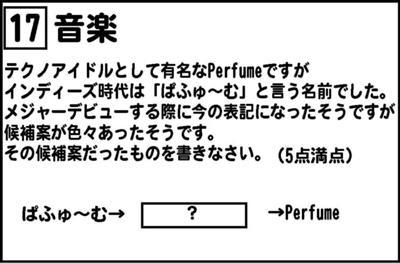 17 音楽
テクノアイドルとして有名なPerfumeですが
インディーズ時代は「ぱふゅ～む」と言う名前でした。
メジャーデビューする際に今の表記になったそうですが
候補案が色々あったそうです。
その候補案だったものを書きなさい。（5点満点）
ぱふゅ～む→ ？ →Perfume